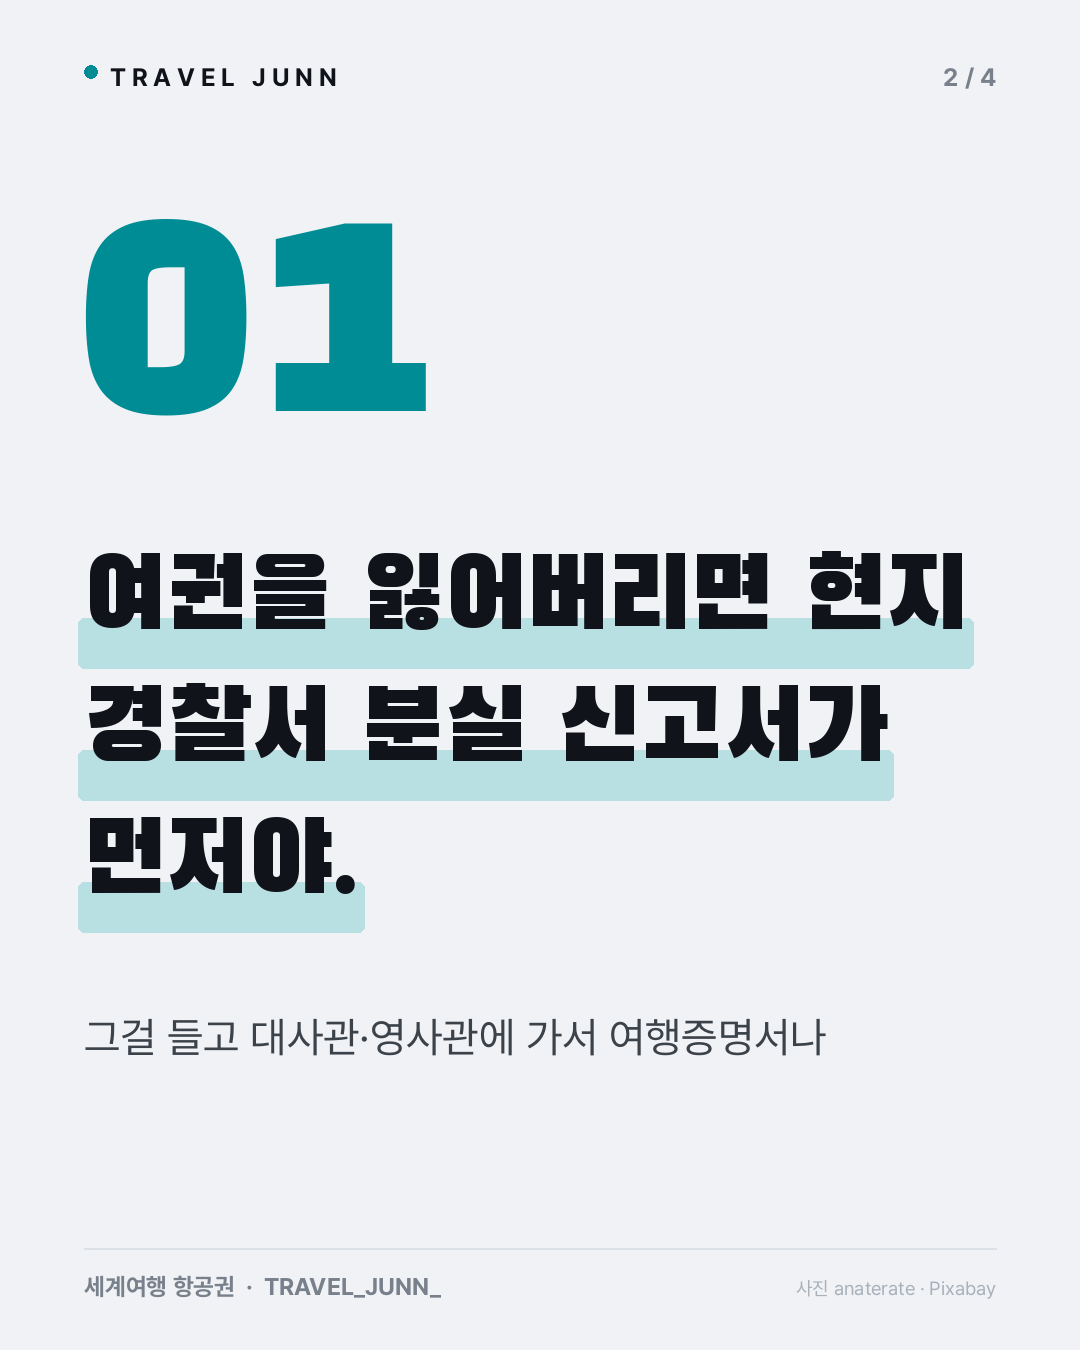 TRAVEL JUNN
2 / 4
01
여권을 잃어버리면 현지
경찰서 분실 신고서가
먼저야.
그걸 들고 대사관·영사관에 가서 여행증명서나
세계여행 항공권 · TRAVEL_JUNN_
사진 anaterate · Pixabay